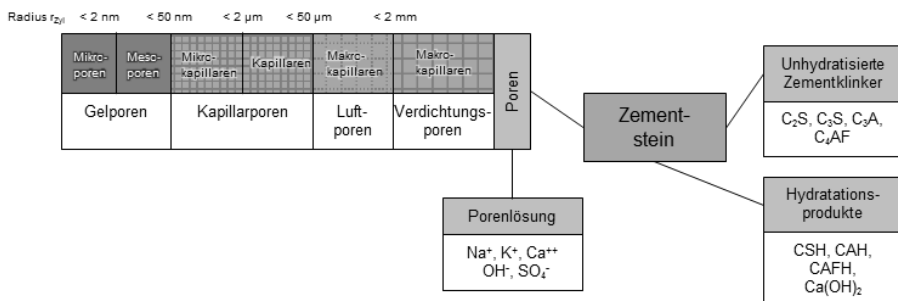 Radius r_Zyl < 2 nm < 50 nm < 2 µm < 50 µm < 2 mm
Mikro-
poren
Meso-
poren
Mikro-
kapillaren
Kapillaren
Makro-
kapillaren
Makro-
kapillaren
Gelporen
Kapillarporen
Luft-
poren
Verdichtungs-
poren
Poren
Zement-
stein
Unhydratisierte
Zementklinker
C₂S, C₃S, C₃A,
C₄AF
Porenlösung
Na⁺, K⁺, Ca⁺⁺
OH⁻, SO₄⁻
Hydratations-
produkte
CSH, CAH,
CAFH,
Ca(OH)₂